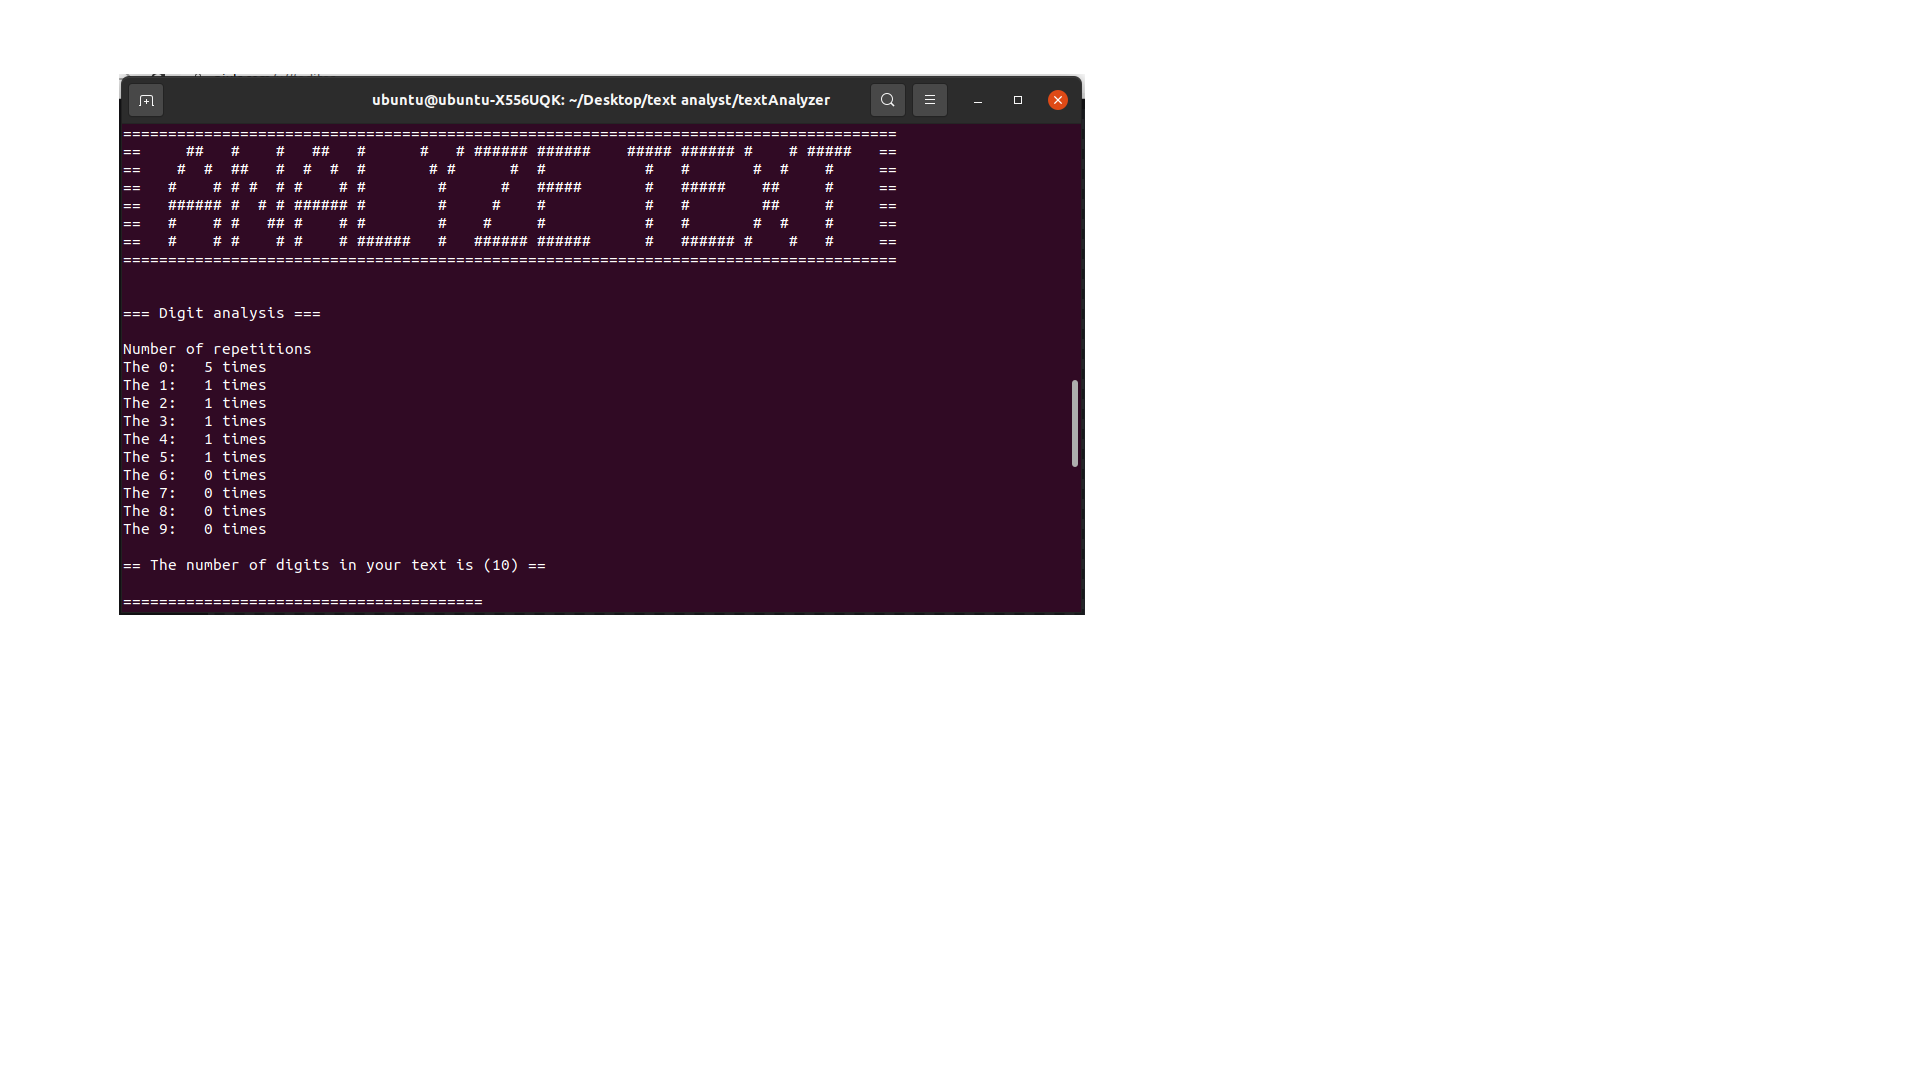 ubuntu@ubuntu-X556UQK: ~/Desktop/text analyst/textAnalyzer
======================================================================================
ANALYZE TEXT
======================================================================================
=== Digit analysis ===
Number of repetitions
The 0:   5 times
The 1:   1 times
The 2:   1 times
The 3:   1 times
The 4:   1 times
The 5:   1 times
The 6:   0 times
The 7:   0 times
The 8:   0 times
The 9:   0 times
== The number of digits in your text is (10) ==
========================================